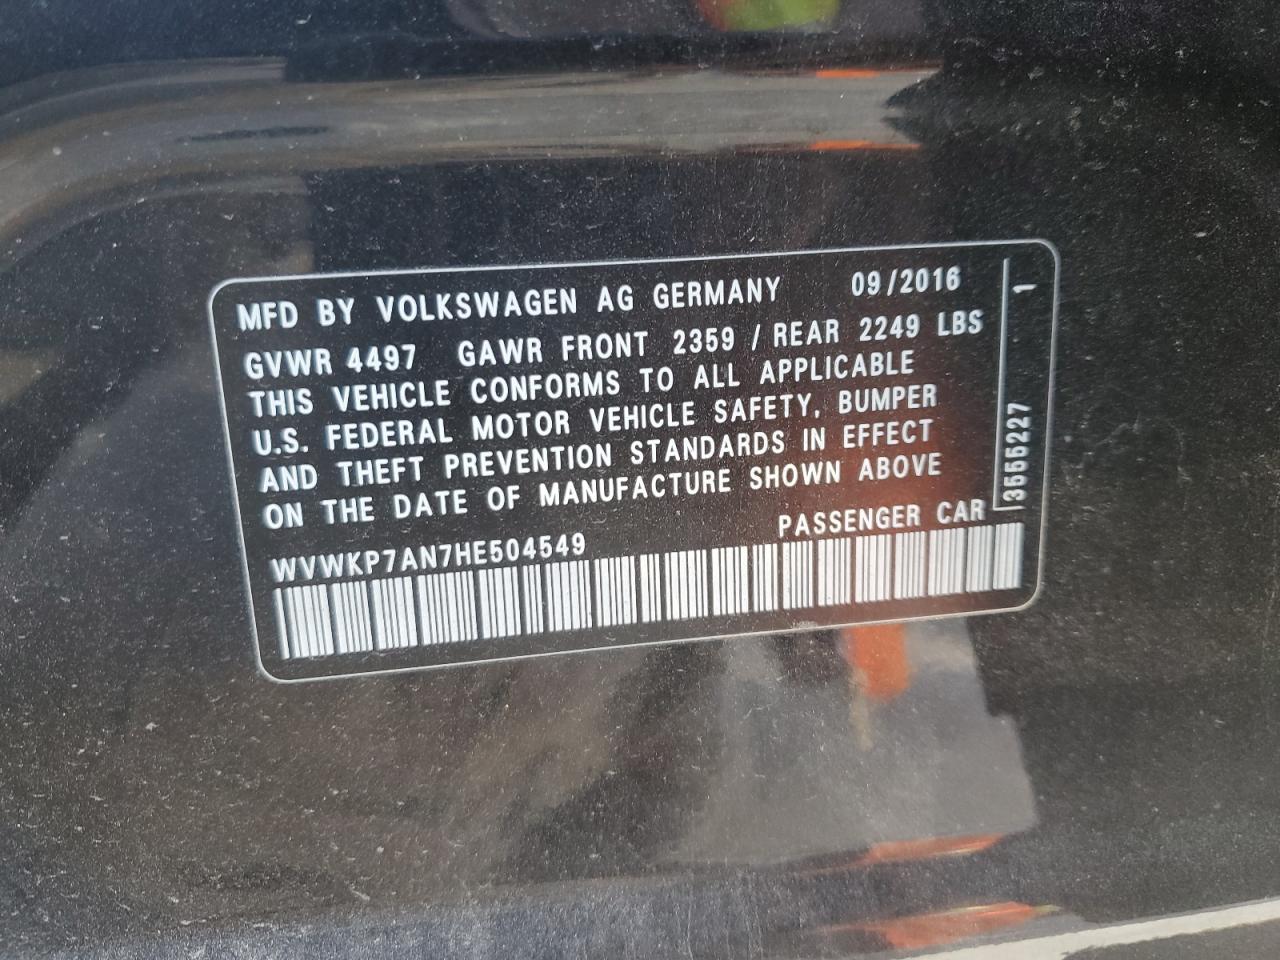 MFD BY VOLKSWAGEN AG GERMANY 09/2016
GVWR 4497 GAWR FRONT 2359 / REAR 2249 LBS
THIS VEHICLE CONFORMS TO ALL APPLICABLE
U.S. FEDERAL MOTOR VEHICLE SAFETY, BUMPER
AND THEFT PREVENTION STANDARDS IN EFFECT
ON THE DATE OF MANUFACTURE SHOWN ABOVE
WVWKP7AN7HE504549 PASSENGER CAR
3566227 1